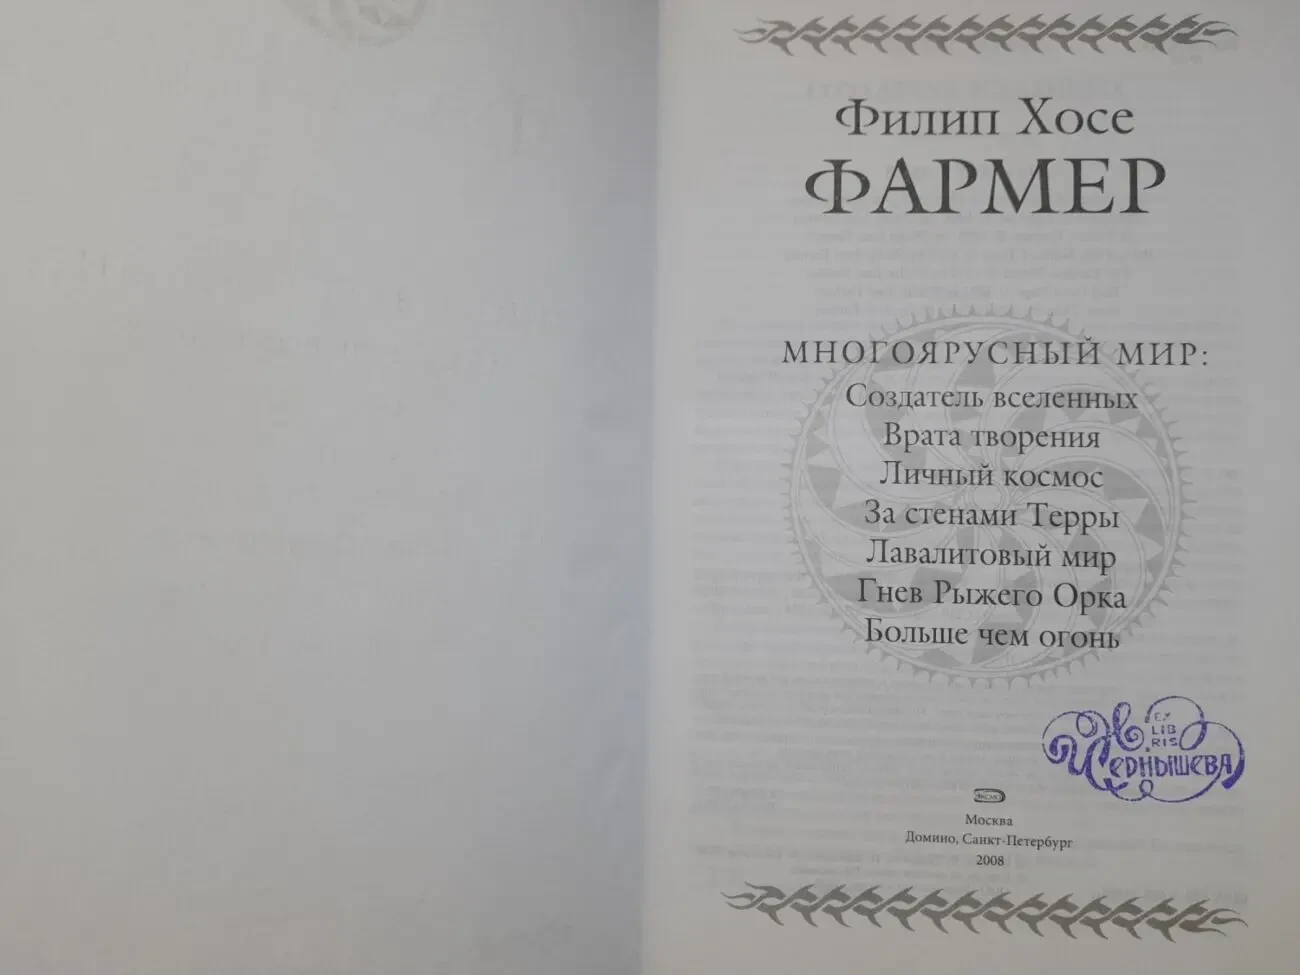 Филип Хосе
ФАРМЕР
МНОГОЯРУСНЫЙ МИР:
Создатель вселенных
Врата творения
Личный космос
За стенами Терры
Лавалитовый мир
Гнев Рыжего Орка
Больше чем огонь
EX
LIB
RIS
Чернышева
ЭКСМО
Москва
Домино, Санкт-Петербург
2008